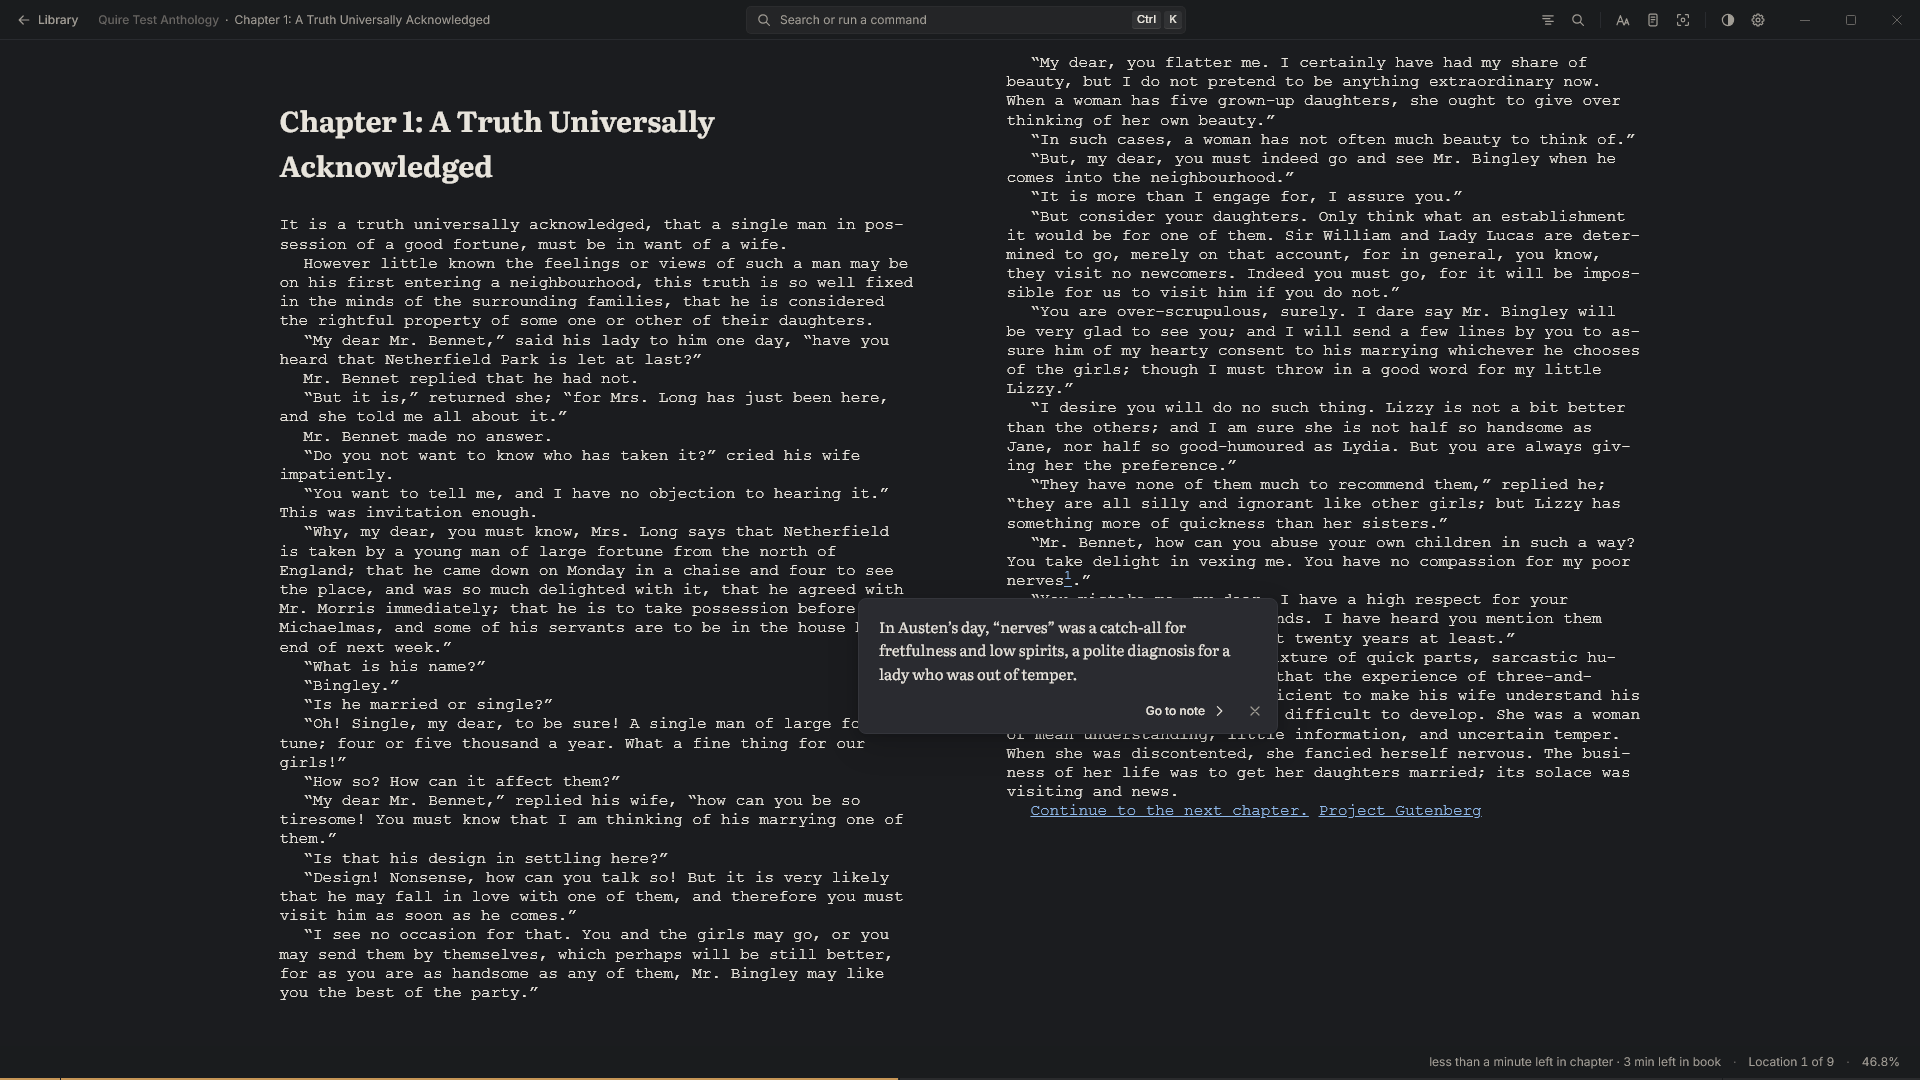 Library
Quire Test Anthology · Chapter 1: A Truth Universally Acknowledged
Search or run a command
Ctrl K
Chapter 1: A Truth Universally
Acknowledged
It is a truth universally acknowledged, that a single man in pos-
session of a good fortune, must be in want of a wife.
However little known the feelings or views of such a man may be
on his first entering a neighbourhood, this truth is so well fixed
in the minds of the surrounding families, that he is considered
the rightful property of some one or other of their daughters.
“My dear Mr. Bennet,” said his lady to him one day, “have you
heard that Netherfield Park is let at last?”
Mr. Bennet replied that he had not.
“But it is,” returned she; “for Mrs. Long has just been here,
and she told me all about it.”
Mr. Bennet made no answer.
“Do you not want to know who has taken it?” cried his wife
impatiently.
“You want to tell me, and I have no objection to hearing it.”
This was invitation enough.
“Why, my dear, you must know, Mrs. Long says that Netherfield
is taken by a young man of large fortune from the north of
England; that he came down on Monday in a chaise and four to see
the place, and was so much delighted with it, that he agreed with
Mr. Morris immediately; that he is to take possession before
Michaelmas, and some of his servants are to be in the house
end of next week.”
“What is his name?”
“Bingley.”
“Is he married or single?”
“Oh! Single, my dear, to be sure! A single man of large fo
tune; four or five thousand a year. What a fine thing for our
girls!”
“How so? How can it affect them?”
“My dear Mr. Bennet,” replied his wife, “how can you be so
tiresome! You must know that I am thinking of his marrying one of
them.”
“Is that his design in settling here?”
“Design! Nonsense, how can you talk so! But it is very likely
that he may fall in love with one of them, and therefore you must
visit him as soon as he comes.”
“I see no occasion for that. You and the girls may go, or you
may send them by themselves, which perhaps will be still better,
for as you are as handsome as any of them, Mr. Bingley may like
you the best of the party.”
“My dear, you flatter me. I certainly have had my share of
beauty, but I do not pretend to be anything extraordinary now.
When a woman has five grown-up daughters, she ought to give over
thinking of her own beauty.”
“In such cases, a woman has not often much beauty to think of.”
“But, my dear, you must indeed go and see Mr. Bingley when he
comes into the neighbourhood.”
“It is more than I engage for, I assure you.”
“But consider your daughters. Only think what an establishment
it would be for one of them. Sir William and Lady Lucas are deter-
mined to go, merely on that account, for in general, you know,
they visit no newcomers. Indeed you must go, for it will be impos-
sible for us to visit him if you do not.”
“You are over-scrupulous, surely. I dare say Mr. Bingley will
be very glad to see you; and I will send a few lines by you to as-
sure him of my hearty consent to his marrying whichever he chooses
of the girls; though I must throw in a good word for my little
Lizzy.”
“I desire you will do no such thing. Lizzy is not a bit better
than the others; and I am sure she is not half so handsome as
Jane, nor half so good-humoured as Lydia. But you are always giv-
ing her the preference.”
“They have none of them much to recommend them,” replied he;
“they are all silly and ignorant like other girls; but Lizzy has
something more of quickness than her sisters.”
“Mr. Bennet, how can you abuse your own children in such a way?
You take delight in vexing me. You have no compassion for my poor
nerves1.”
“You mistake me, my dear. I have a high respect for your
nds. I have heard you mention them
t twenty years at least.”
xture of quick parts, sarcastic hu-
that the experience of three-and-
icient to make his wife understand his
difficult to develop. She was a woman
of mean understanding, little information, and uncertain temper.
When she was discontented, she fancied herself nervous. The busi-
ness of her life was to get her daughters married; its solace was
visiting and news.
Continue to the next chapter. Project Gutenberg
In Austen’s day, “nerves” was a catch-all for
fretfulness and low spirits, a polite diagnosis for a
lady who was out of temper.
Go to note
less than a minute left in chapter · 3 min left in book · Location 1 of 9 · 46.8%